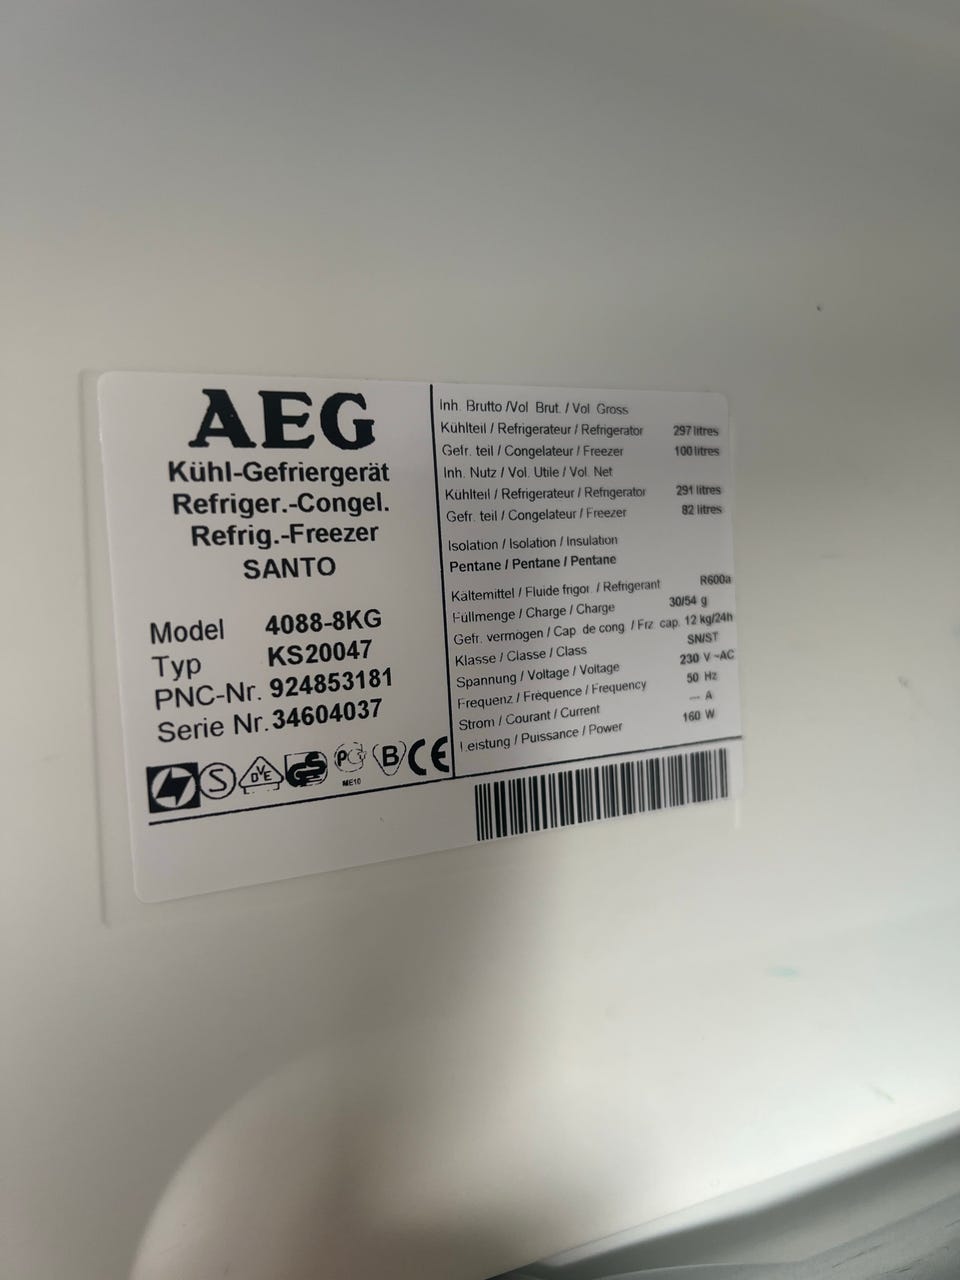 AEG
Kühl-Gefriergerät
Refriger.-Congel.
Refrig.-Freezer
SANTO
Model 4088-8KG
Typ KS20047
PNC-Nr. 924853181
Serie Nr. 34604037
S DVE GS PG ME10 B CE
Inh. Brutto /Vol Brut. / Vol Gross
Kühlteil / Refrigerateur / Refrigerator 297 litres
Gefr. teil / Congelateur / Freezer 100 litres
Inh. Nutz / Vol. Utile / Vol. Net
Kühlteil / Refrigerateur / Refrigerator 291 litres
Gefr. teil / Congelateur / Freezer 82 litres
Isolation / Isolation / Insulation
Pentane / Pentane / Pentane
Kältemittel / Fluide frigor. / Refrigerant R600a
Füllmenge / Charge / Charge 30/54 g
Gefr. vermögen / Cap. de cong. / Frz. cap. 12 kg/24h
Klasse / Classe / Class SN/ST
Spannung / Voltage / Voltage 230 V ~AC
Frequenz / Fréquence / Frequency 50 Hz
Strom / Courant / Current --- A
Leistung / Puissance / Power 160 W